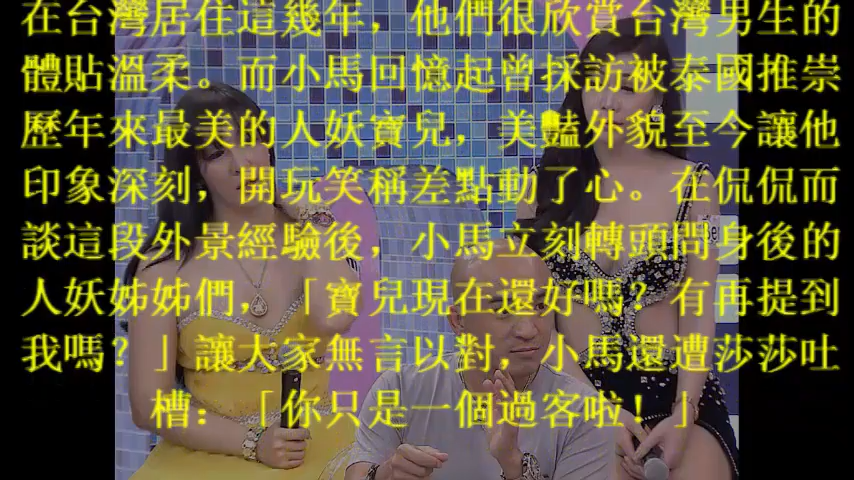 在台灣居住這幾年，他們很欣賞台灣男生的
體貼溫柔。而小馬回憶起曾採訪被泰國推崇
歷年來最美的人妖寶兒，美豔外貌至今讓他
印象深刻，開玩笑稱差點動了心。在侃侃而
談這段外景經驗後，小馬立刻轉頭問身後的
人妖姊姊們，「寶兒現在還好嗎？有再提到
我嗎？」讓大家無言以對，小馬還遭莎莎吐
槽：「你只是一個過客啦！」